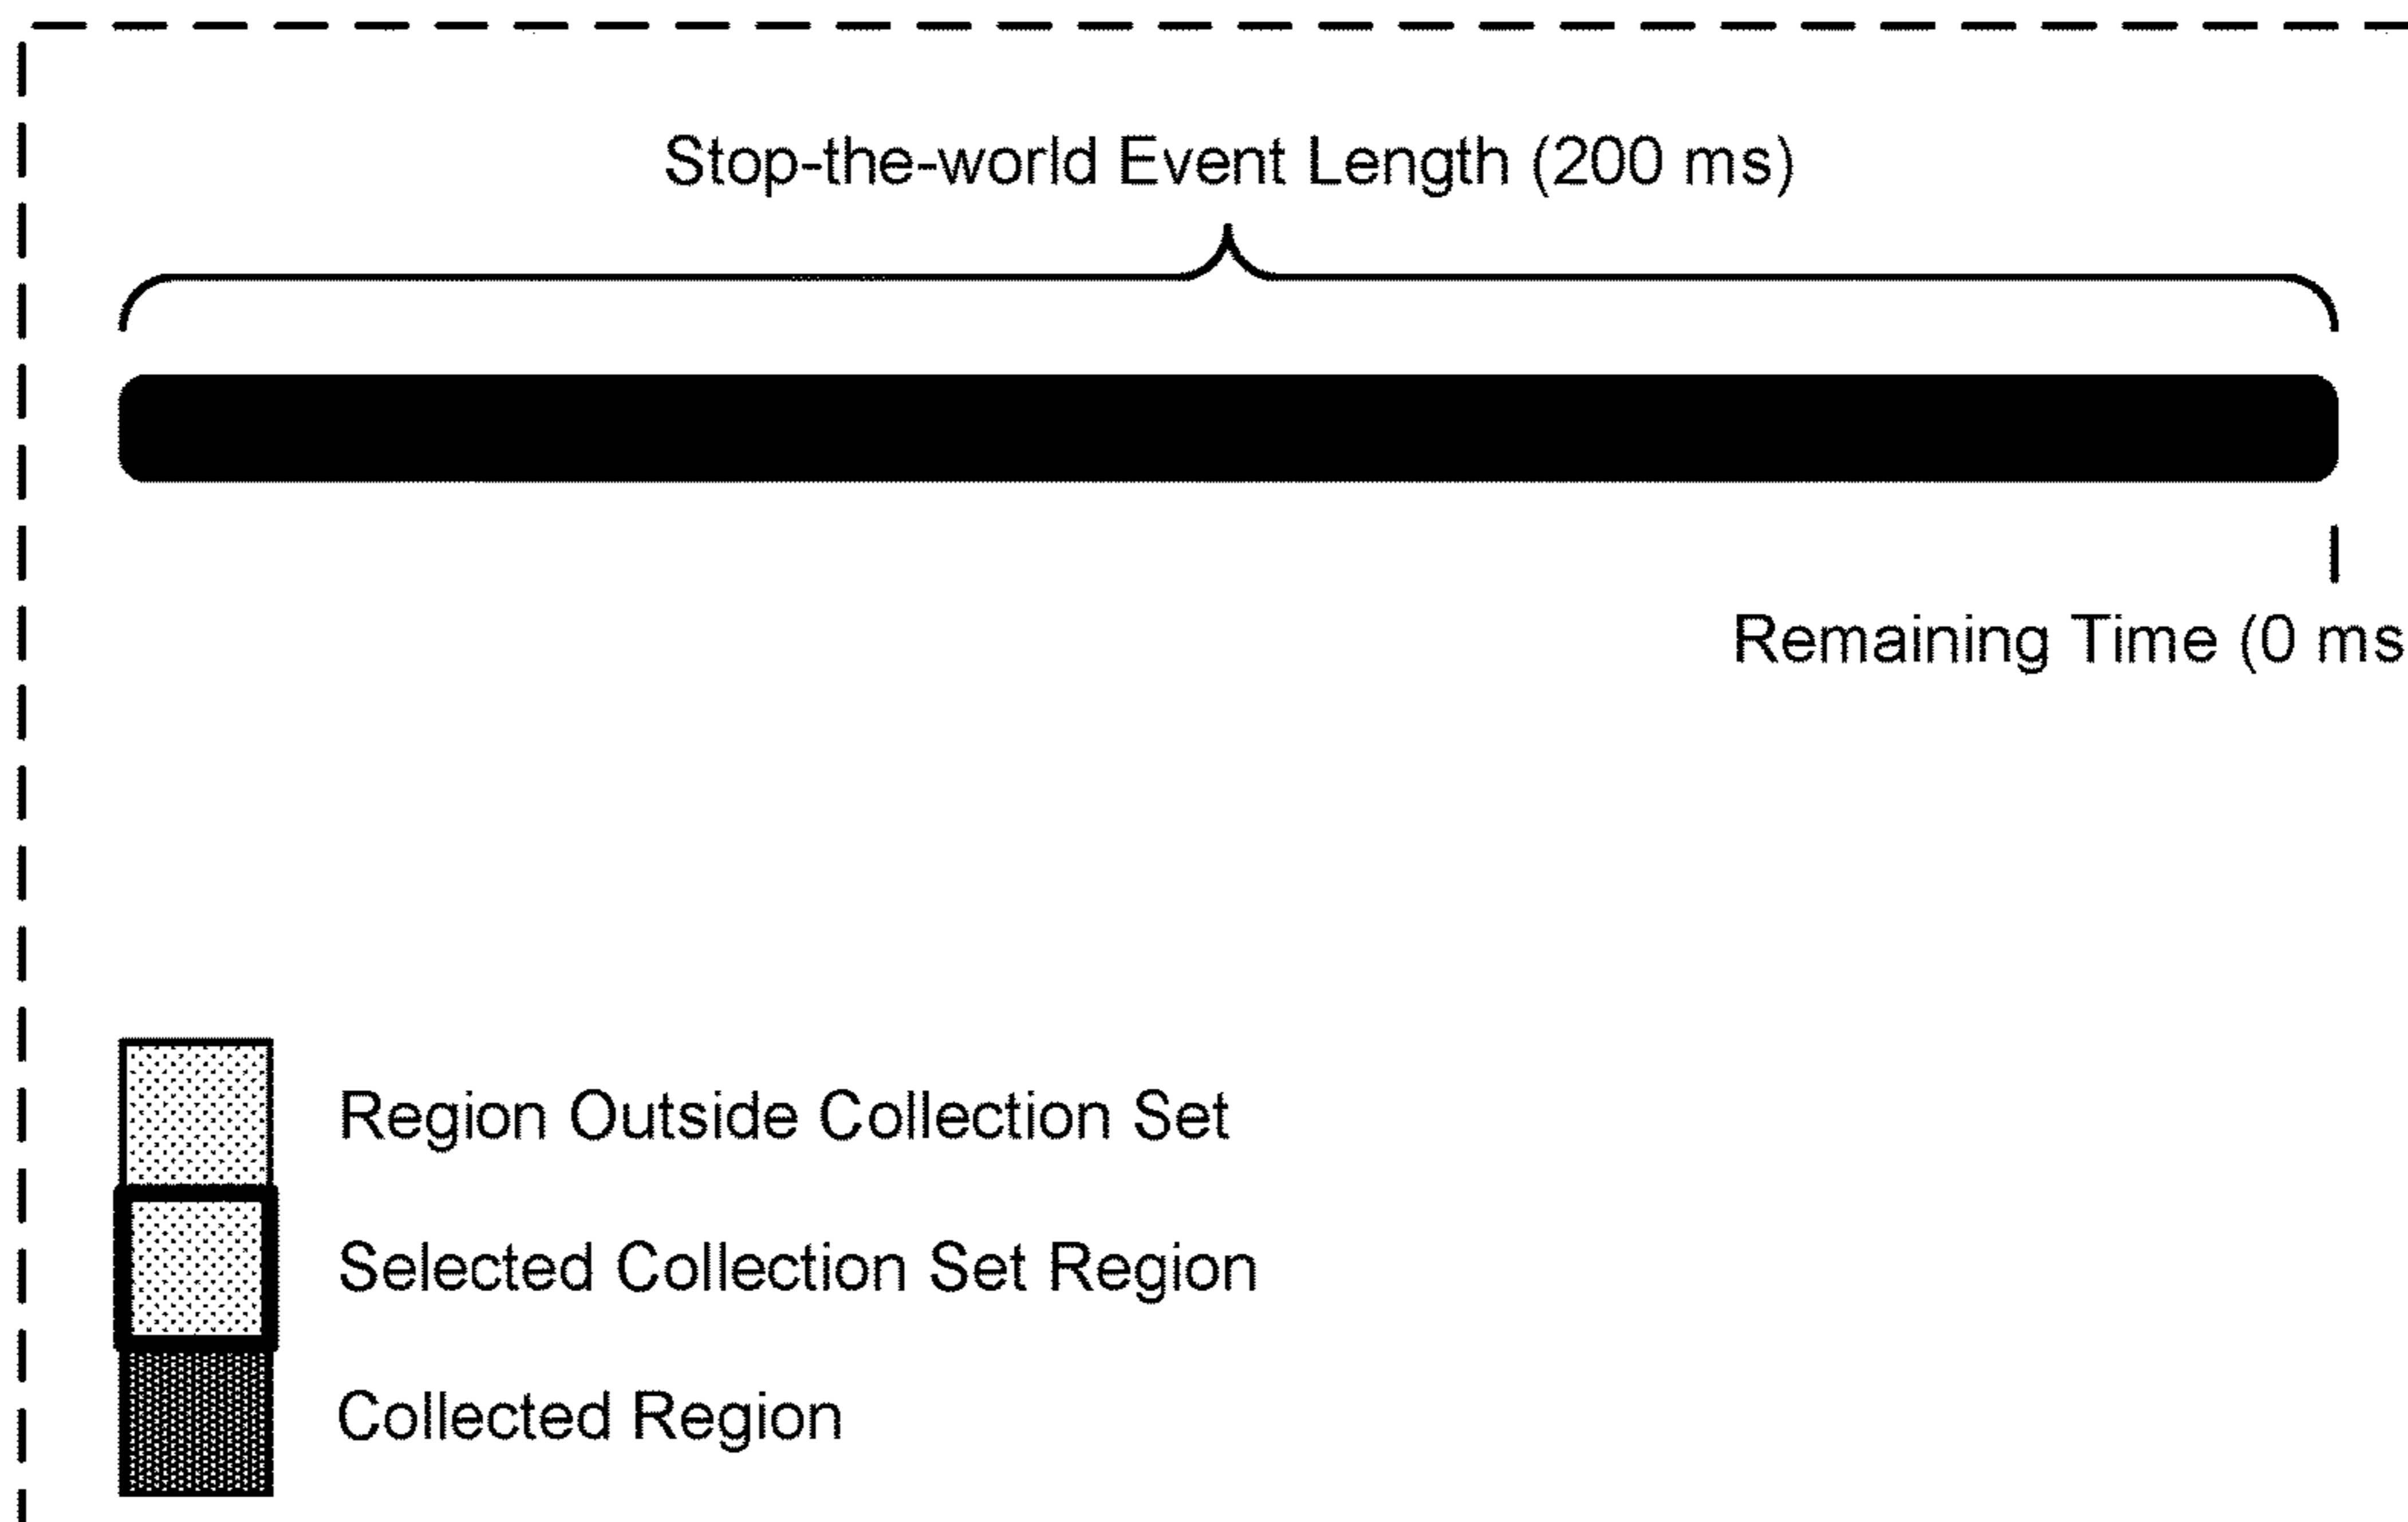 Stop-the-world Event Length (200 ms)
Remaining Time (0 ms
Region Outside Collection Set
Selected Collection Set Region
Collected Region